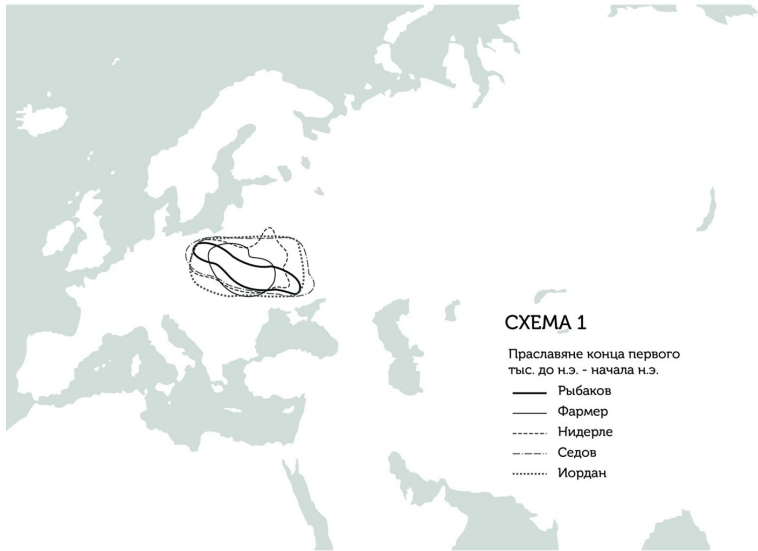 СХЕМА 1
Праславяне конца первого
тыс. до н.э. - начала н.э.
Рыбаков
Фармер
Нидерле
Седов
Иордан